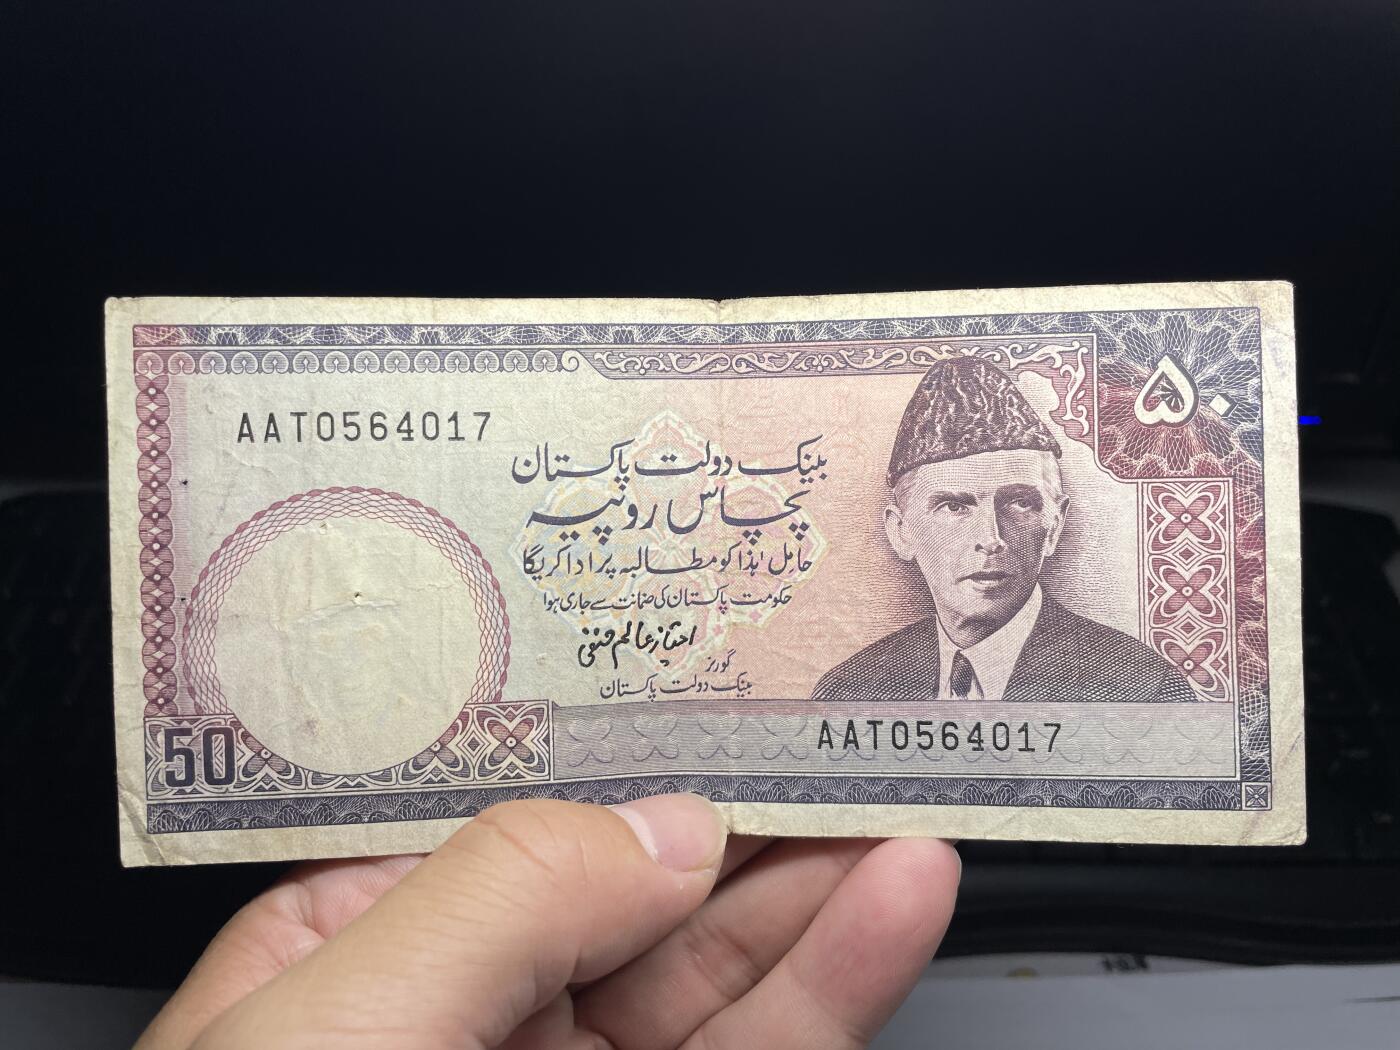 ۵۰
AAT0564017
بینک دولت پاکستان
پچاس روپیہ
حامل ہٰذا کو مطالبہ پر ادا کریگا
حکومت پاکستان کی ضمانت سے جاری ہوا
امتیاز عالم حنفی
گورنر
بینک دولت پاکستان
AAT0564017
50